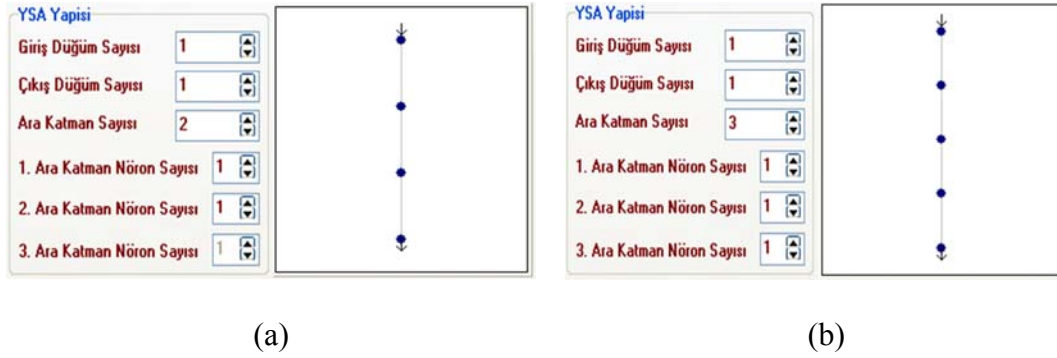 YSA Yapisi
Giriş Düğüm Sayısı 1
Çıkış Düğüm Sayısı 1
Ara Katman Sayısı 2
1. Ara Katman Nöron Sayısı 1
2. Ara Katman Nöron Sayısı 1
3. Ara Katman Nöron Sayısı 1
(a)
YSA Yapisi
Giriş Düğüm Sayısı 1
Çıkış Düğüm Sayısı 1
Ara Katman Sayısı 3
1. Ara Katman Nöron Sayısı 1
2. Ara Katman Nöron Sayısı 1
3. Ara Katman Nöron Sayısı 1
(b)